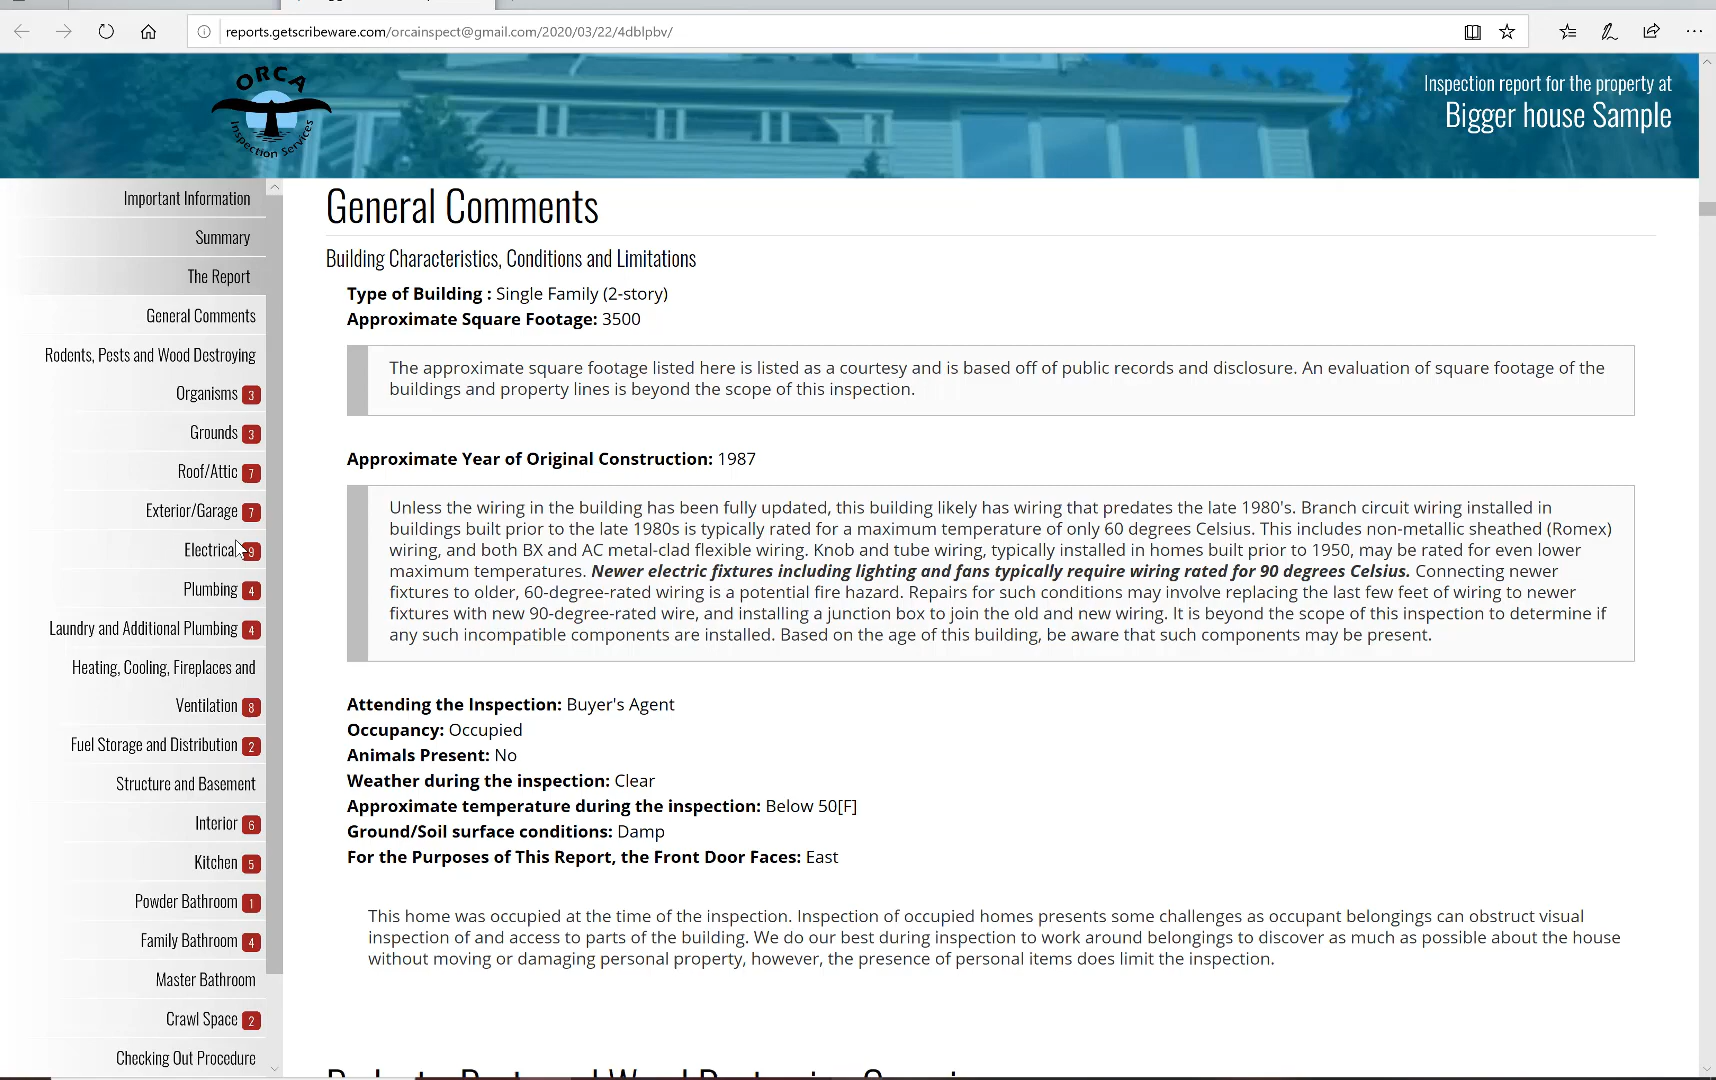 reports.getscribeware.com/orcainspect@gmail.com/2020/03/22/4dblpbv/
ORCA
Inspection Services
Inspection report for the property at
Bigger house Sample
Important Information
Summary
The Report
General Comments
Rodents, Pests and Wood Destroying
Organisms 3
Grounds 3
Roof/Attic 7
Exterior/Garage 7
Electrical 9
Plumbing 4
Laundry and Additional Plumbing 4
Heating, Cooling, Fireplaces and
Ventilation 8
Fuel Storage and Distribution 2
Structure and Basement
Interior 6
Kitchen 5
Powder Bathroom 1
Family Bathroom 4
Master Bathroom
Crawl Space 2
Checking Out Procedure
General Comments
Building Characteristics, Conditions and Limitations
Type of Building : Single Family (2-story)
Approximate Square Footage: 3500
The approximate square footage listed here is listed as a courtesy and is based off of public records and disclosure. An evaluation of square footage of the
buildings and property lines is beyond the scope of this inspection.
Approximate Year of Original Construction: 1987
Unless the wiring in the building has been fully updated, this building likely has wiring that predates the late 1980's. Branch circuit wiring installed in
buildings built prior to the late 1980s is typically rated for a maximum temperature of only 60 degrees Celsius. This includes non-metallic sheathed (Romex)
wiring, and both BX and AC metal-clad flexible wiring. Knob and tube wiring, typically installed in homes built prior to 1950, may be rated for even lower
maximum temperatures. Newer electric fixtures including lighting and fans typically require wiring rated for 90 degrees Celsius. Connecting newer
fixtures to older, 60-degree-rated wiring is a potential fire hazard. Repairs for such conditions may involve replacing the last few feet of wiring to newer
fixtures with new 90-degree-rated wire, and installing a junction box to join the old and new wiring. It is beyond the scope of this inspection to determine if
any such incompatible components are installed. Based on the age of this building, be aware that such components may be present.
Attending the Inspection: Buyer's Agent
Occupancy: Occupied
Animals Present: No
Weather during the inspection: Clear
Approximate temperature during the inspection: Below 50[F]
Ground/Soil surface conditions: Damp
For the Purposes of This Report, the Front Door Faces: East
This home was occupied at the time of the inspection. Inspection of occupied homes presents some challenges as occupant belongings can obstruct visual
inspection of and access to parts of the building. We do our best during inspection to work around belongings to discover as much as possible about the house
without moving or damaging personal property, however, the presence of personal items does limit the inspection.